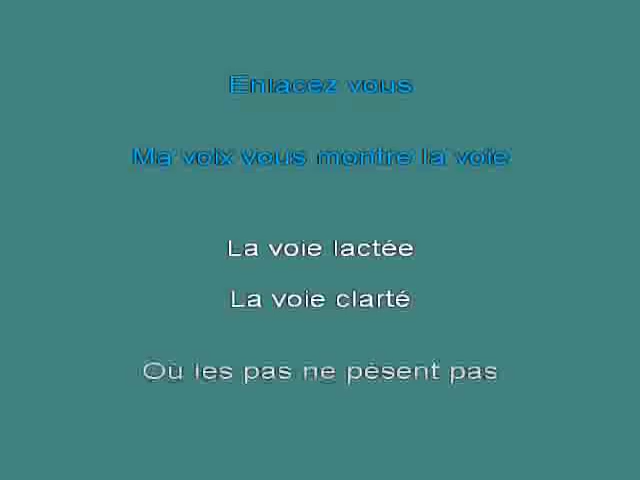 Enlacez vous
Ma voix vous montre la voie
La voie lactée
La voie clarté
Où les pas ne pèsent pas